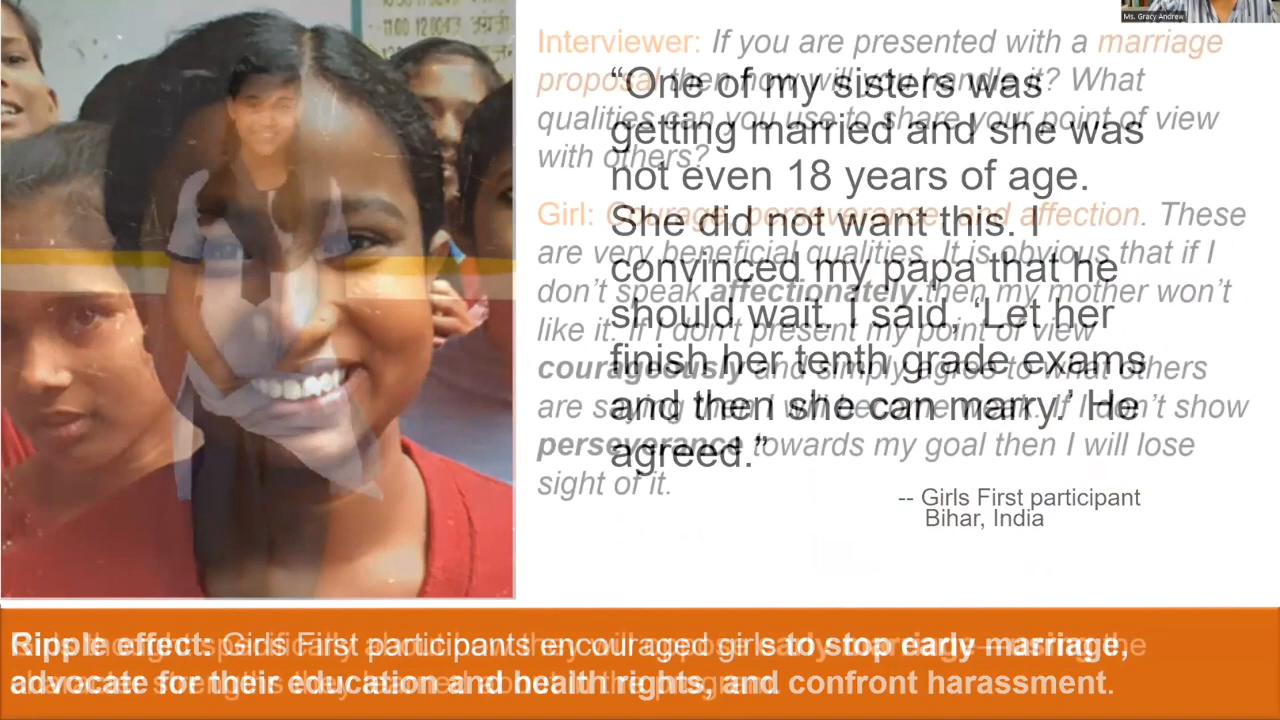 Ms. Gracy Andrew
11:00 12:00
Interviewer: If you are presented with a marriage
proposal then how will you handle it? What
qualities can you use to share your point of view
with others?
Girl: Courage, perseverance and affection. These
are very beneficial qualities. It is obvious that if I
don't speak affectionately then my mother won't
like it. If I don't present my point of view
courageously and simply agree to what others
are saying then I will become weak. If I don't show
perseverance towards my goal then I will lose
sight of it.
“One of my sisters was
getting married and she was
not even 18 years of age.
She did not want this. I
convinced my papa that he
should wait. I said, ‘Let her
finish her tenth grade exams
and then she can marry.’ He
agreed.”
-- Girls First participant
Bihar, India
Ripple effect: Girls First participants encouraged girls to stop early marriage,
advocate for their education and health rights, and confront harassment.